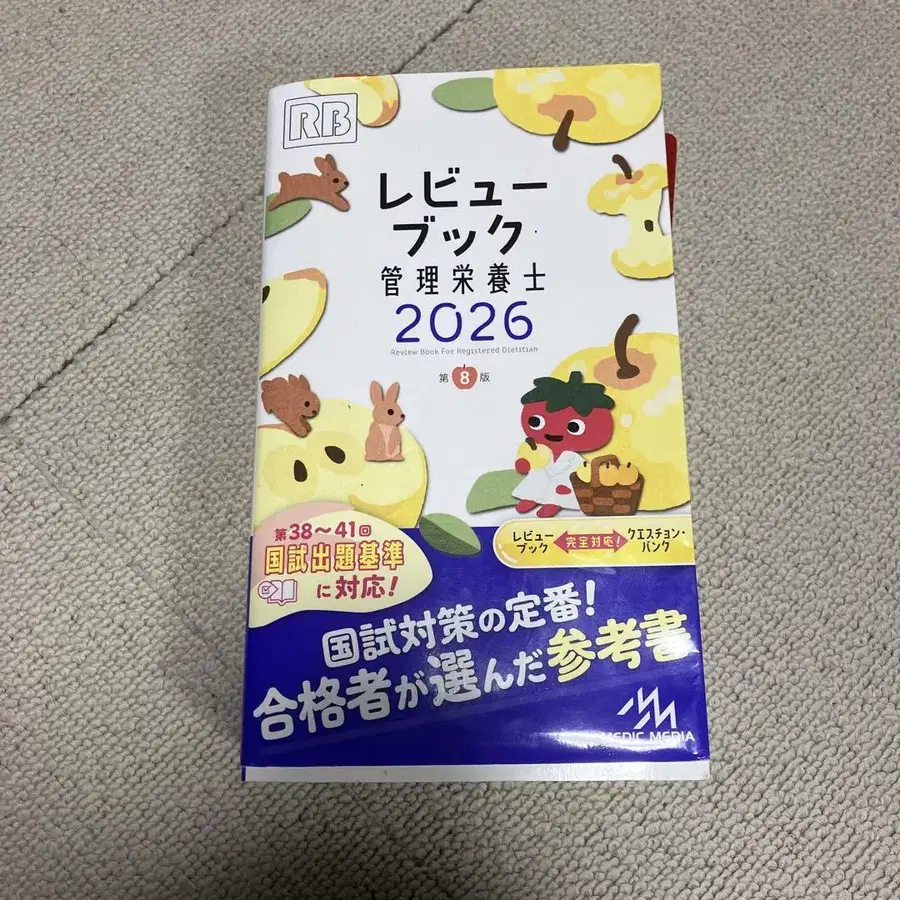 RB
レビュー
ブック
管理栄養士
2026
Review Book For Registered Dietitian
第8版
第38〜41回
国試出題基準
に対応!
レビュー
ブック
完全対応!
クエスチョン・
バンク
国試対策の定番!
合格者が選んだ参考書
MEDIC MEDIA